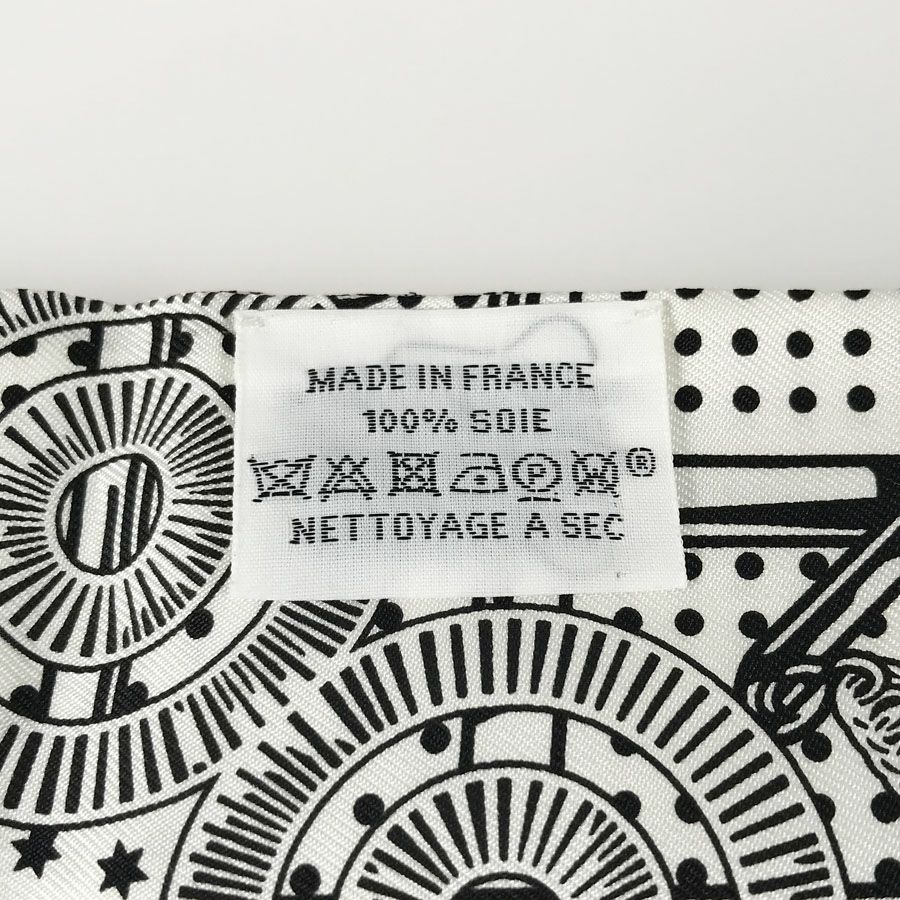 MADE IN FRANCE
100% SOIE
P W ®
NETTOYAGE A SEC